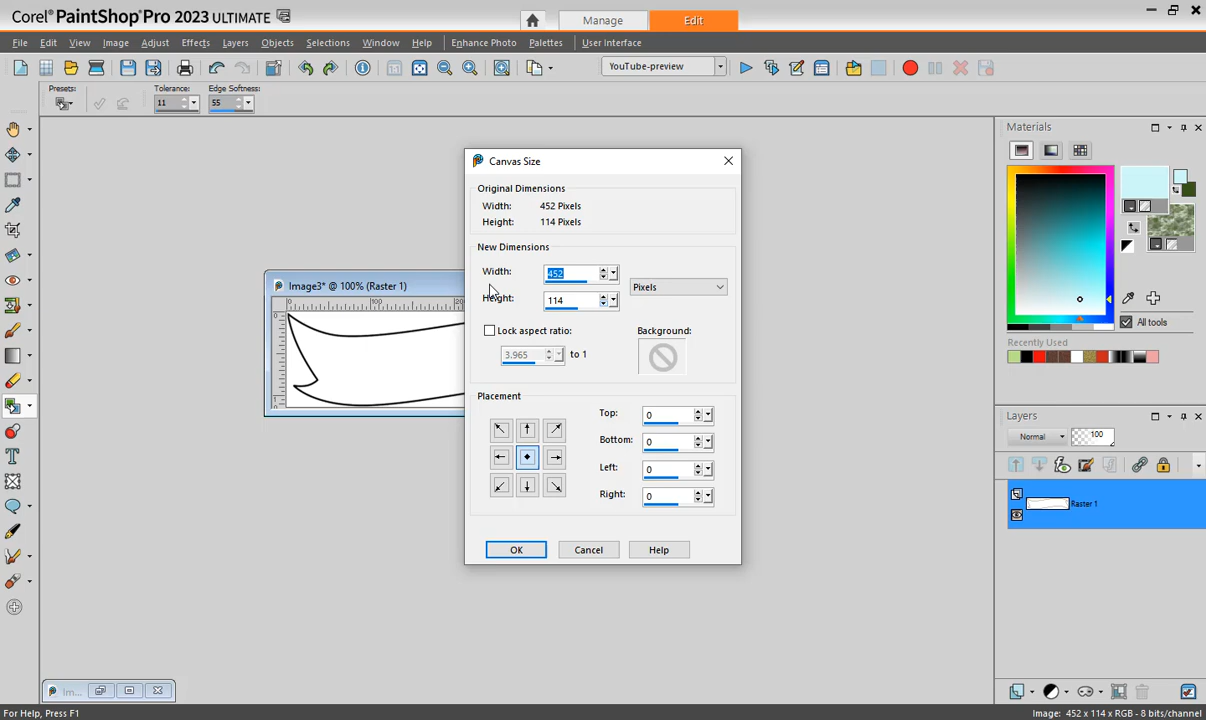 Corel® PaintShop® Pro 2023 ULTIMATE
Manage
Edit
File Edit View Image Adjust Effects Layers Objects Selections Window Help Enhance Photo Palettes User Interface
YouTube-preview
Presets:
Tolerance:
Edge Softness:
11
55
Canvas Size
Original Dimensions
Width: 452 Pixels
Height: 114 Pixels
New Dimensions
Width: 452
Pixels
Height: 114
Lock aspect ratio:
Background:
3.965 to 1
Placement
Top: 0
Bottom: 0
Left: 0
Right: 0
OK
Cancel
Help
Image3* @ 100% (Raster 1)
0 100
Materials
All tools
Recently Used
Layers
Normal
100
Raster 1
Im...
For Help, Press F1
Image: 452 x 114 x RGB - 8 bits/channel